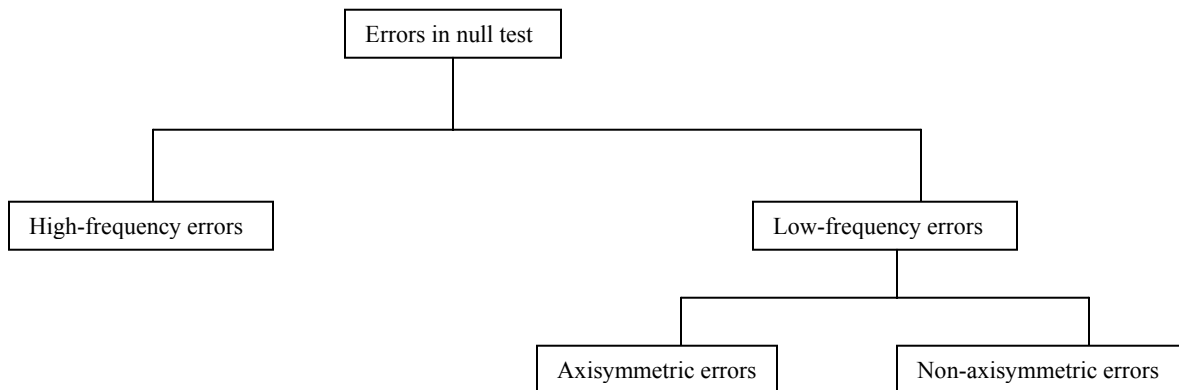 Errors in null test
High-frequency errors
Low-frequency errors
Axisymmetric errors
Non-axisymmetric errors